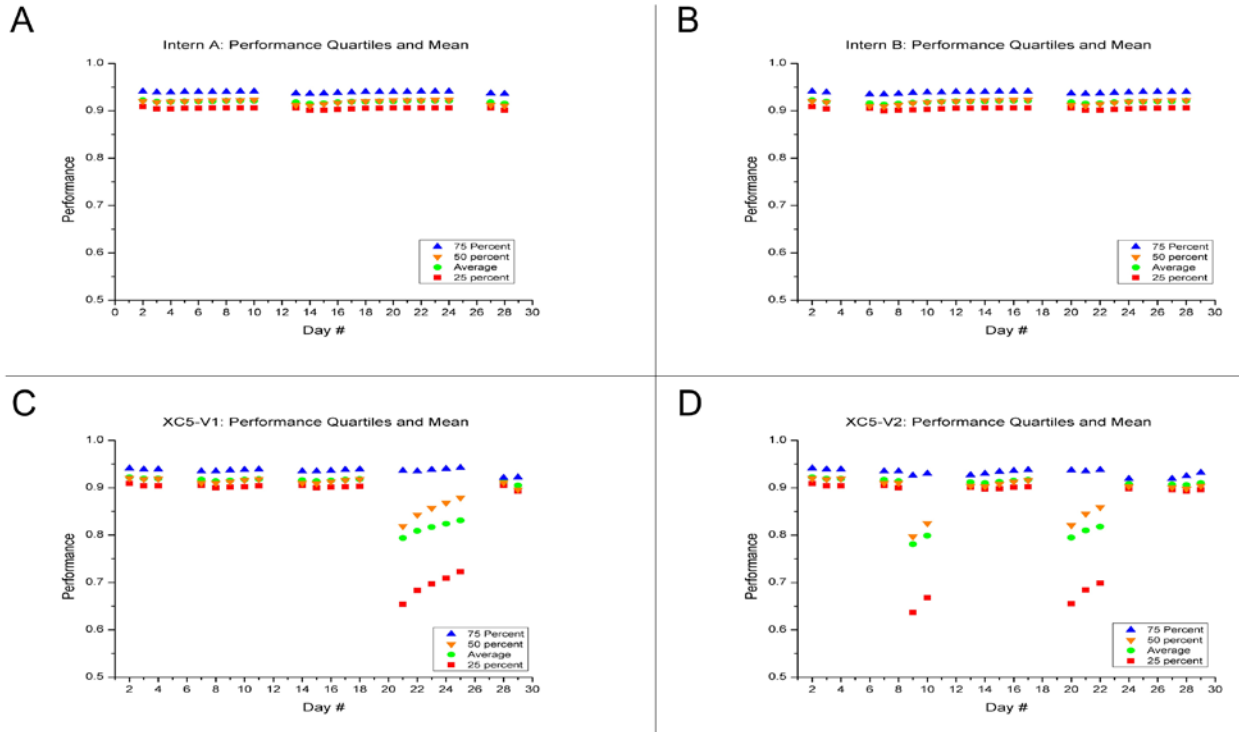 A
Intern A: Performance Quartiles and Mean
1.0
0.9
0.8
0.7
0.6
0.5
Performance
75 Percent
50 percent
Average
25 percent
0 2 4 6 8 10 12 14 16 18 20 22 24 26 28 30
Day #
B
Intern B: Performance Quartiles and Mean
1.0
0.9
0.8
0.7
0.6
0.5
Performance
75 Percent
50 percent
Average
25 percent
2 4 6 8 10 12 14 16 18 20 22 24 26 28 30
Day #
C
XC5-V1: Performance Quartiles and Mean
1.0
0.9
0.8
0.7
0.6
0.5
Performance
75 Percent
50 percent
Average
25 percent
2 4 6 8 10 12 14 16 18 20 22 24 26 28 30
Day #
D
XC5-V2: Performance Quartiles and Mean
1.0
0.9
0.8
0.7
0.6
0.5
Performance
75 Percent
50 percent
Average
25 percent
2 4 6 8 10 12 14 16 18 20 22 24 26 28 30
Day #